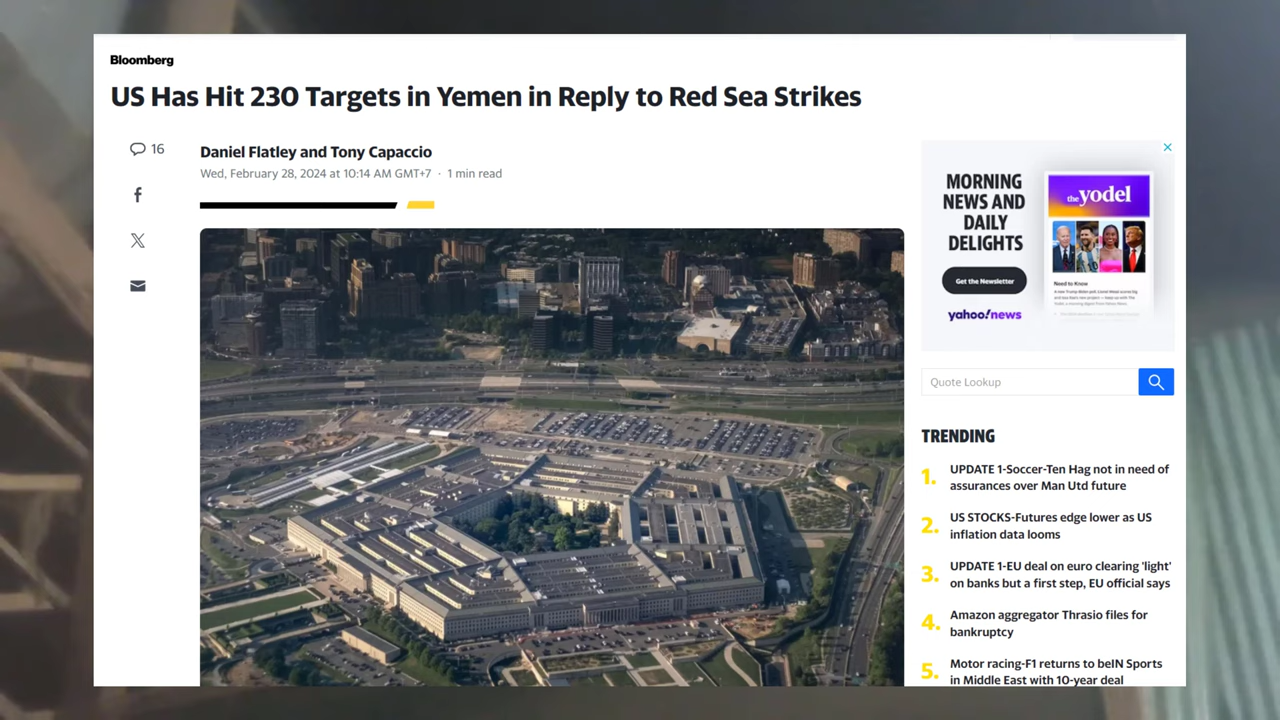 Bloomberg
US Has Hit 230 Targets in Yemen in Reply to Red Sea Strikes
16
Daniel Flatley and Tony Capaccio
Wed, February 28, 2024 at 10:14 AM GMT+7 · 1 min read
MORNING
NEWS AND
DAILY
DELIGHTS
Get the Newsletter
yahoo!news
the yodel
Need to Know
Quote Lookup
TRENDING
1. UPDATE 1-Soccer-Ten Hag not in need of
assurances over Man Utd future
2. US STOCKS-Futures edge lower as US
inflation data looms
3. UPDATE 1-EU deal on euro clearing 'light'
on banks but a first step, EU official says
4. Amazon aggregator Thrasio files for
bankruptcy
5. Motor racing-F1 returns to beIN Sports
in Middle East with 10-year deal